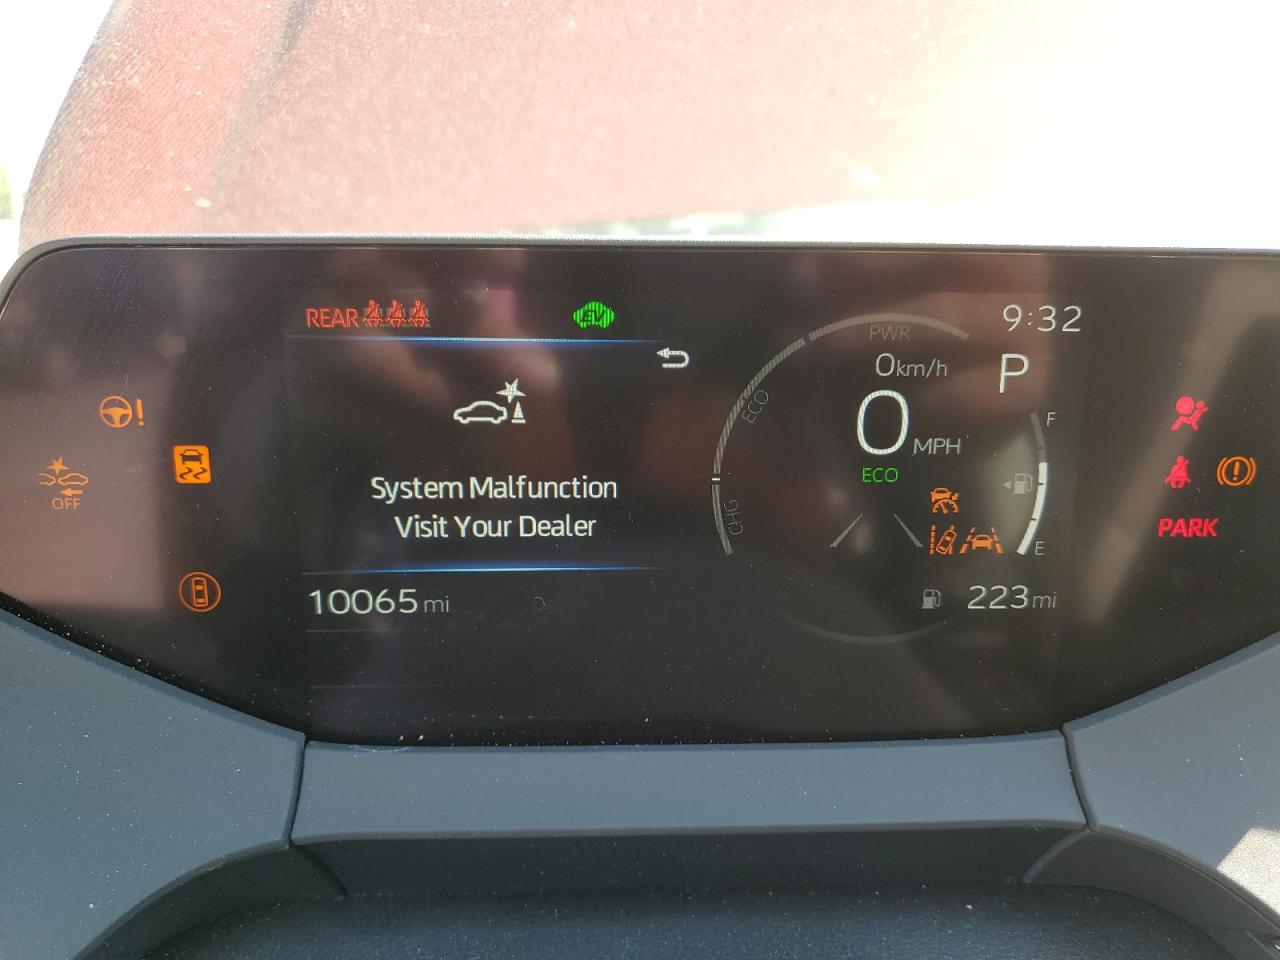 REAR
EV
9:32
PWR
0km/h
P
ECO
F
0 MPH
ECO
System Malfunction
Visit Your Dealer
OFF
CHG
E
PARK
10065 mi
223 mi